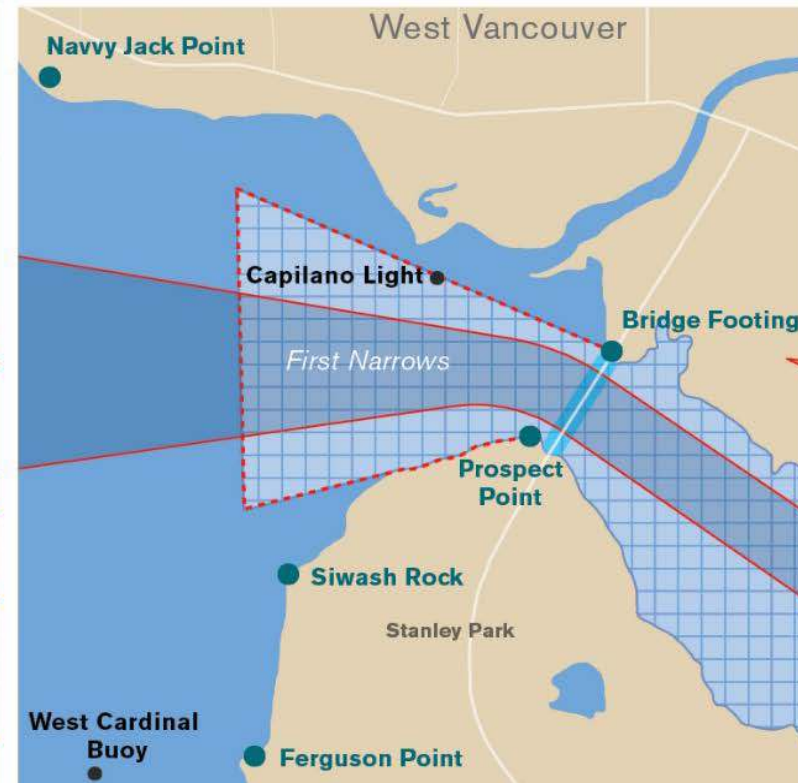 West Vancouver
Navvy Jack Point
Capilano Light
Bridge Footing
First Narrows
Prospect
Point
Siwash Rock
Stanley Park
West Cardinal
Buoy
Ferguson Point